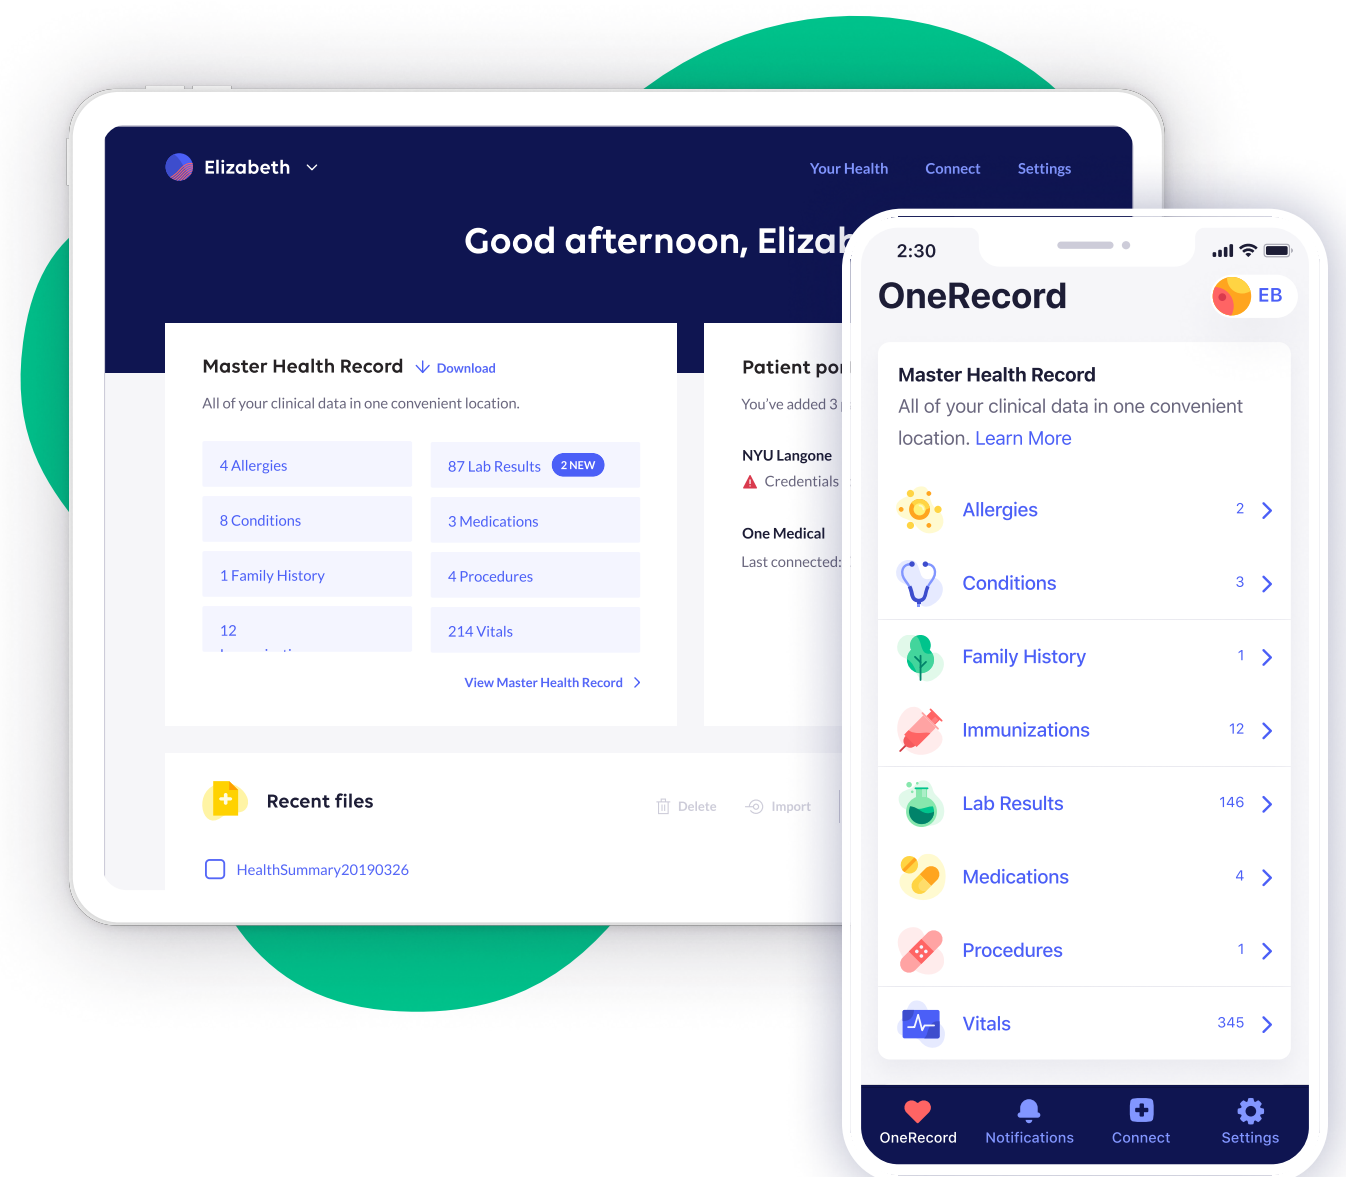 Elizabeth
Your Health
Connect
Settings
Good afternoon,
Master Health Record
Download
All of your clinical data in one convenient location.
4 Allergies
87 Lab Results
2 NEW
8 Conditions
3 Medications
1 Family History
4 Procedures
12
214 Vitals
View Master Health Record
Patient
You've added 3
NYU Langone
Credentials
One Medical
Last connected:
Recent files
Delete
Import
HealthSummary20190326
2:30
OneRecord
EB
Master Health Record
All of your clinical data in one convenient
location. Learn More
Allergies 2
Conditions 3
Family History 1
Immunizations 12
Lab Results 146
Medications 4
Procedures 1
Vitals 345
OneRecord
Notifications
Connect
Settings